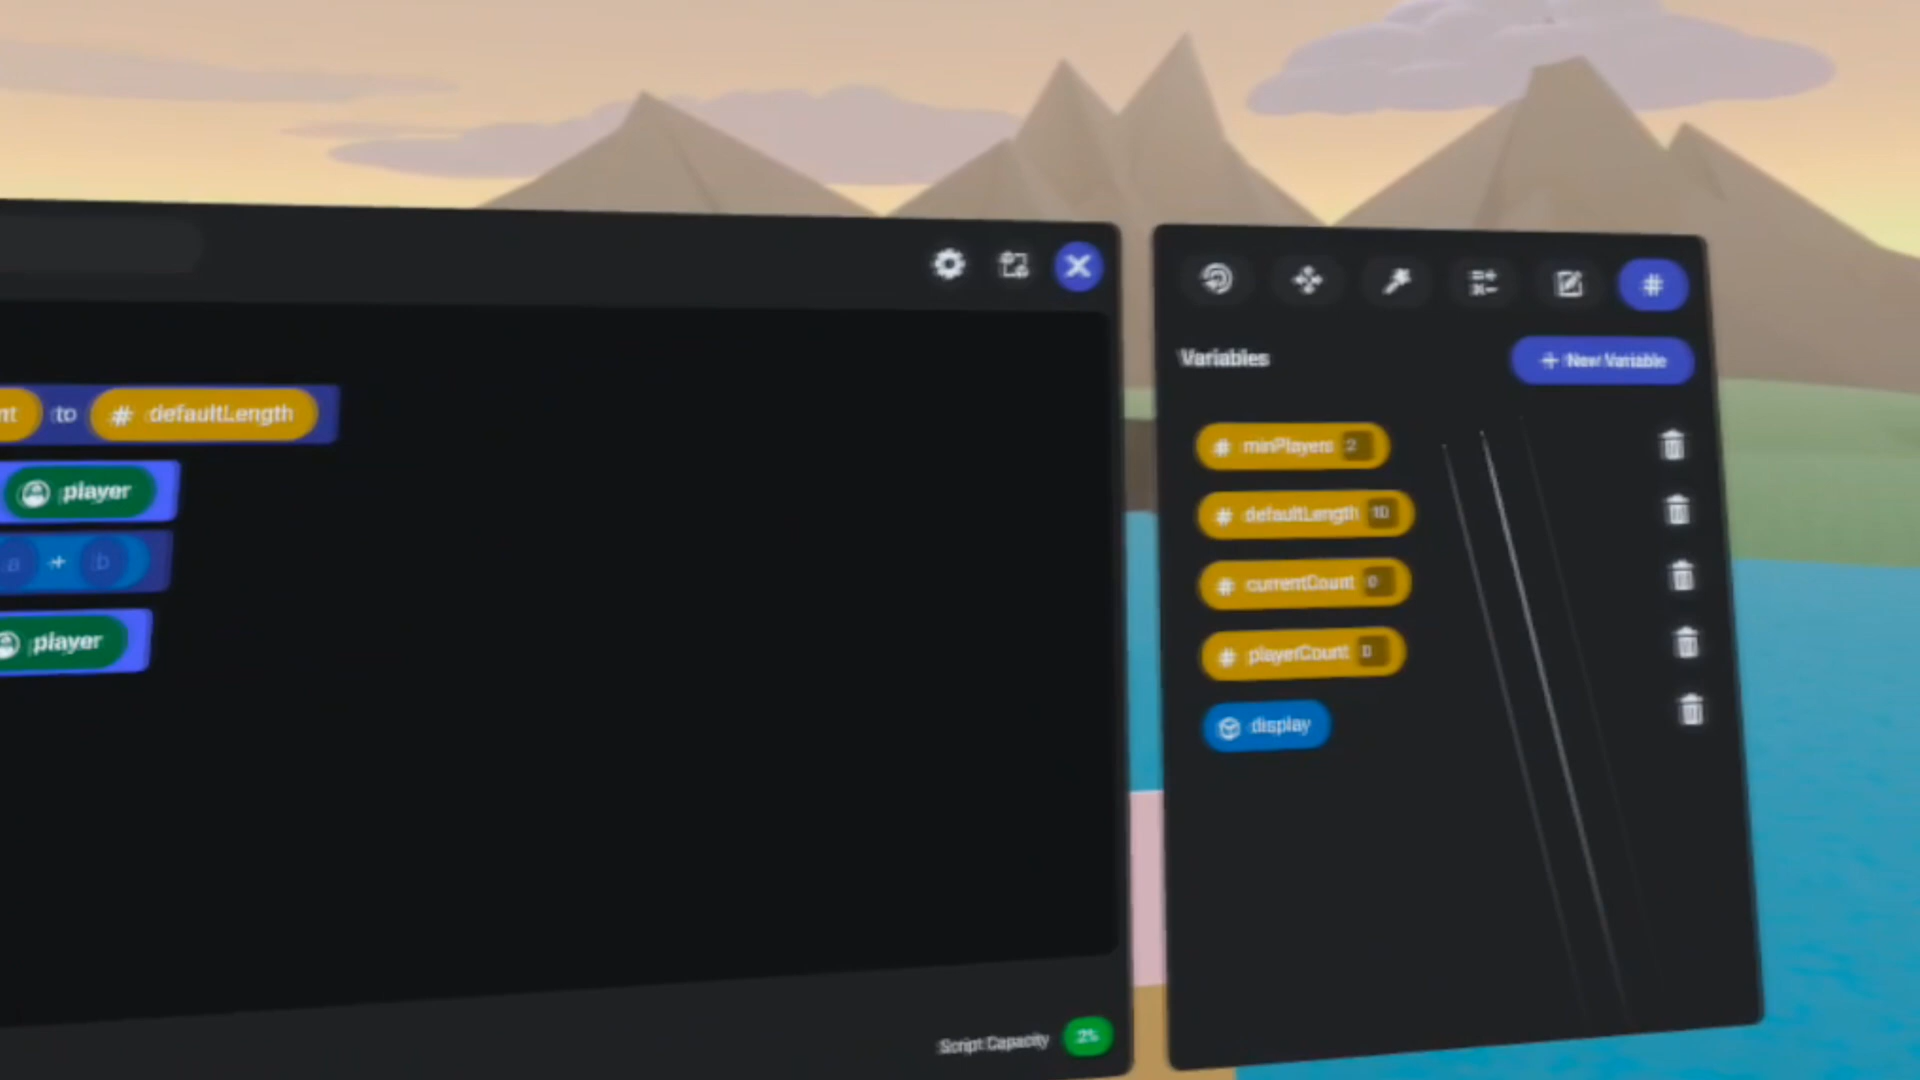 nt to # defaultLength
player
a + b
player
Script Capacity 2%
#
Variables
+ New Variable
# minPlayers 2
# defaultLength 10
# currentCount 0
# playerCount 0
display